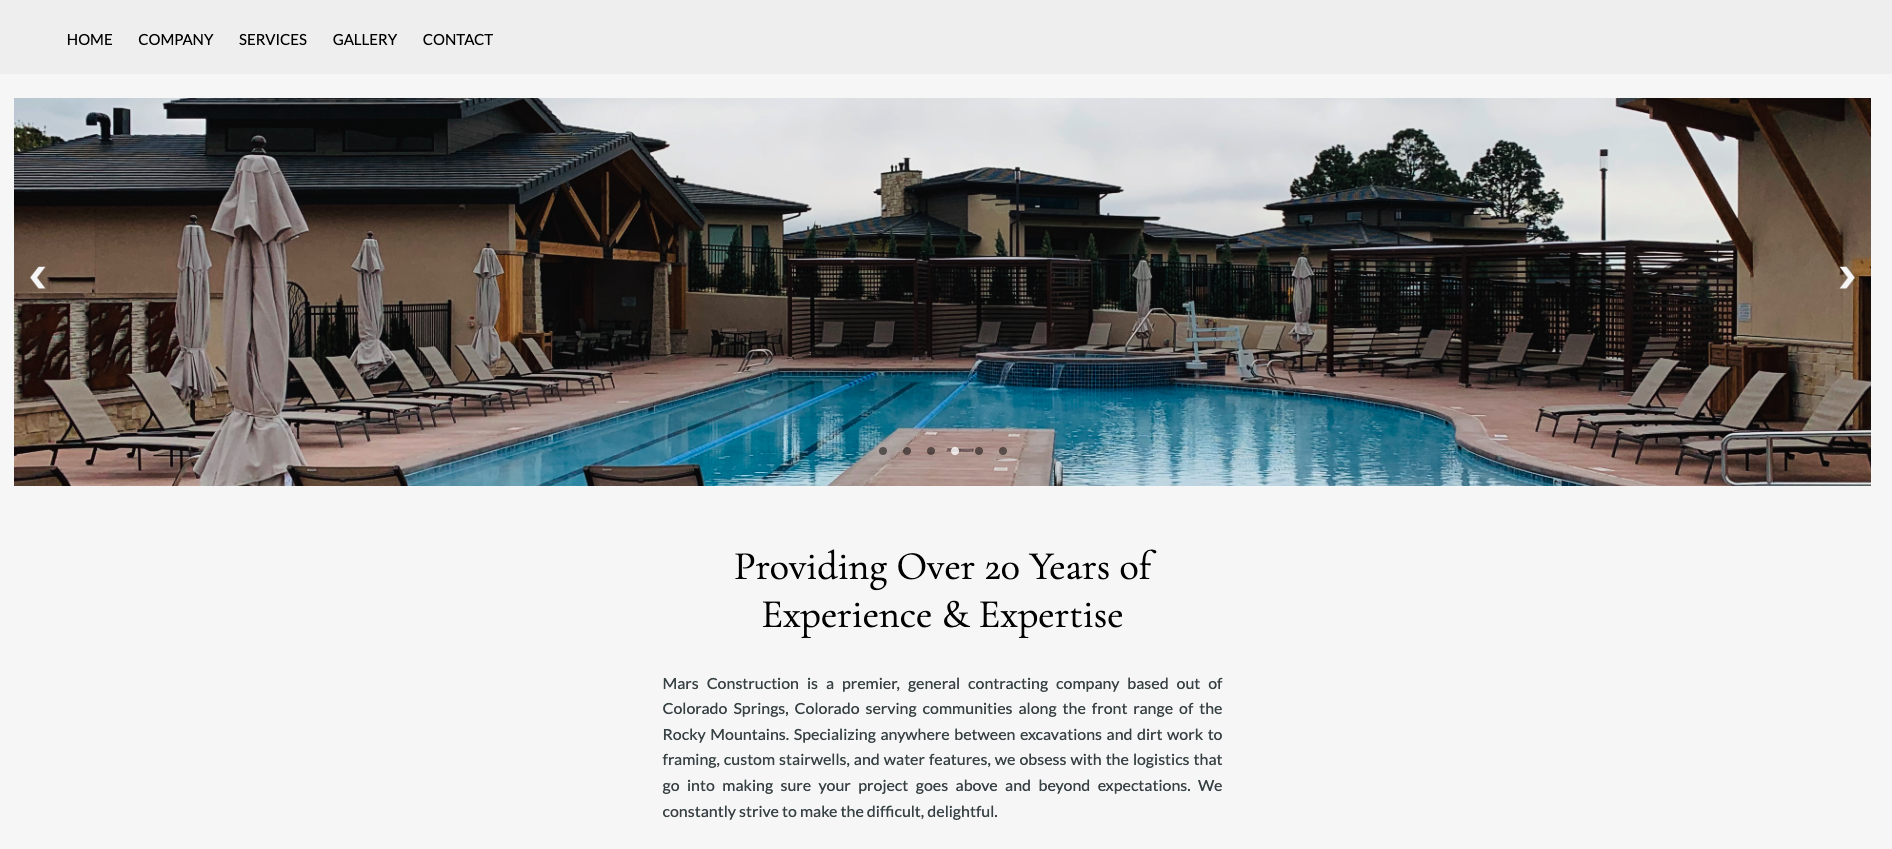 HOME COMPANY SERVICES GALLERY CONTACT
Providing Over 20 Years of
Experience & Expertise
Mars Construction is a premier, general contracting company based out of
Colorado Springs, Colorado serving communities along the front range of the
Rocky Mountains. Specializing anywhere between excavations and dirt work to
framing, custom stairwells, and water features, we obsess with the logistics that
go into making sure your project goes above and beyond expectations. We
constantly strive to make the difficult, delightful.